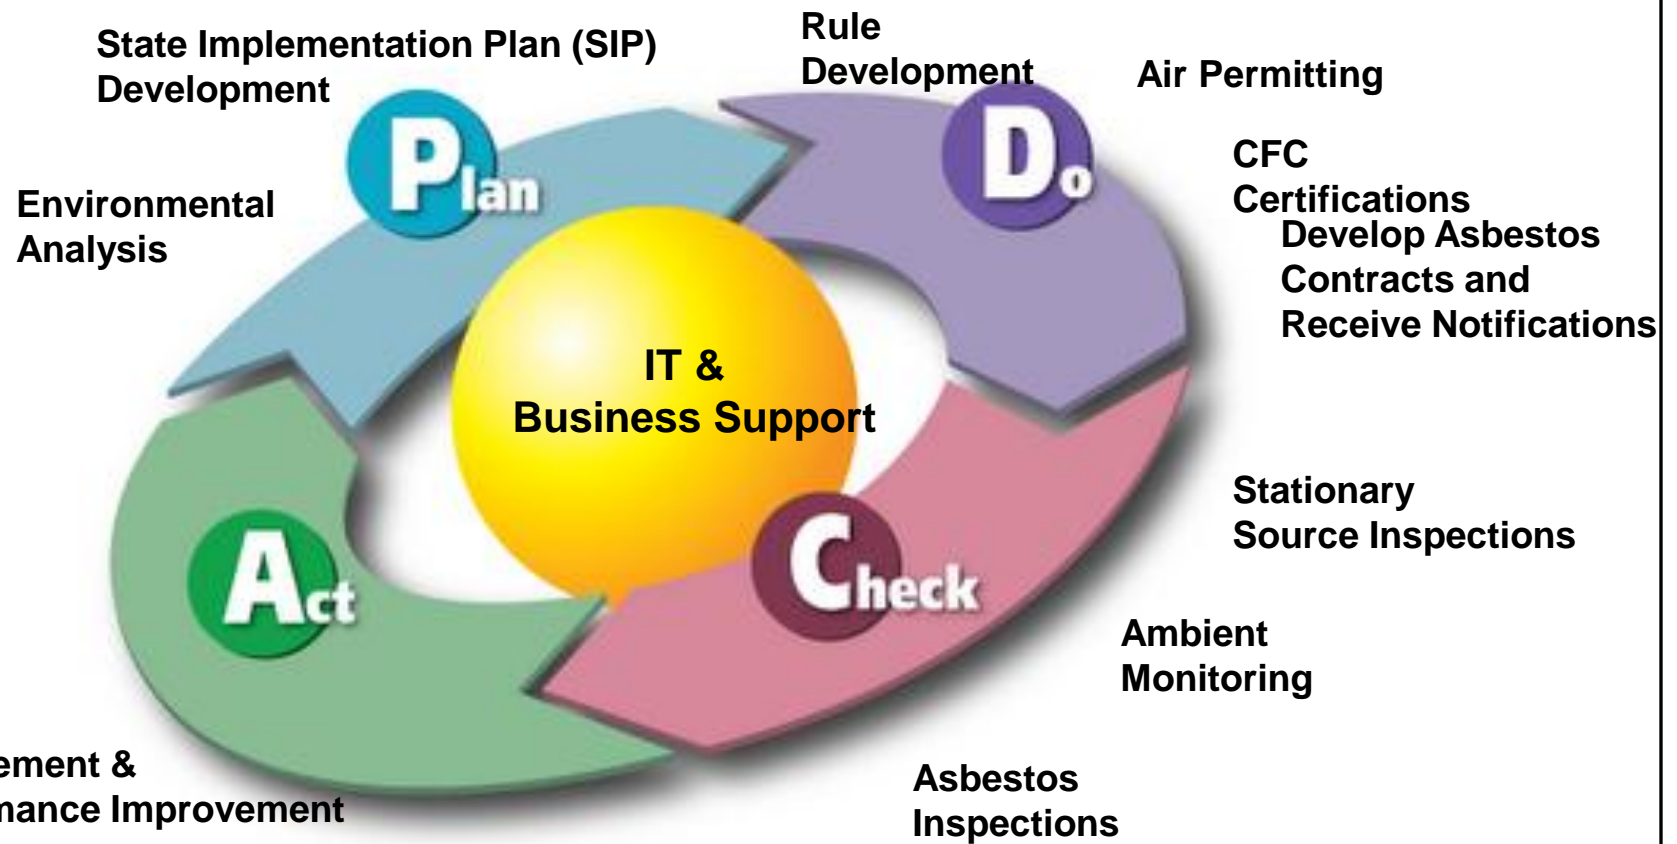 State Implementation Plan (SIP)
Development
Rule
Development
Air Permitting
Plan
Do
CFC
Certifications
Environmental
Analysis
Develop Asbestos
Contracts and
Receive Notifications
IT &
Business Support
Stationary
Source Inspections
Act
Check
Ambient
Monitoring
&
Improvement
Asbestos
Inspections